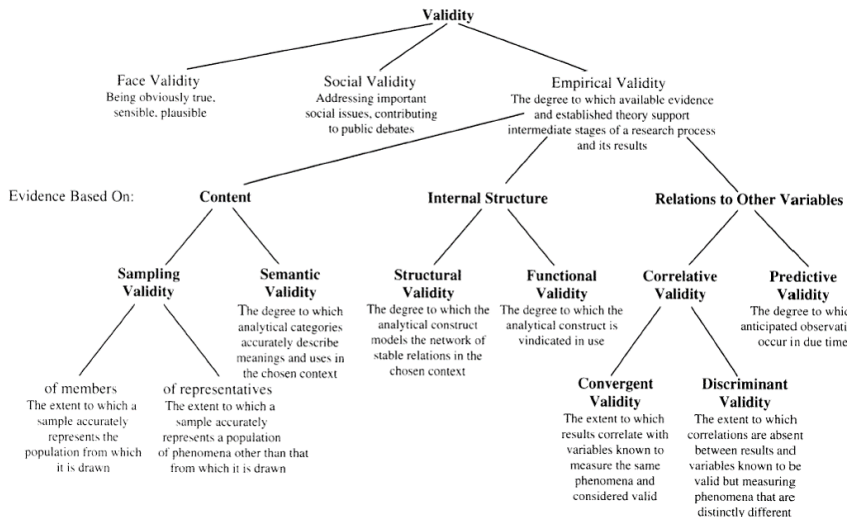 Validity
Face Validity
Being obviously true,
sensible, plausible
Social Validity
Addressing important
social issues, contributing
to public debates
Empirical Validity
The degree to which available evidence
and established theory support
intermediate stages of a research process
and its results
Evidence Based On:
Content
Internal Structure
Relations to Other Variables
Sampling
Validity
Semantic
Validity
The degree to which
analytical categories
accurately describe
meanings and uses in
the chosen context
Structural
Validity
The degree to which the
analytical construct
models the network of
stable relations in the
chosen context
Functional
Validity
The degree to which the
analytical construct is
vindicated in use
Correlative
Validity
Predictive
Validity
The degree to
anticipated
occur in due time
of members
The extent to which a
sample accurately
represents the
population from which
it is drawn
of representatives
The extent to which a
sample accurately
represents a population
of phenomena other than that
from which it is drawn
Convergent
Validity
The extent to which
results correlate with
variables known to
measure the same
phenomena and
considered valid
Discriminant
Validity
The extent to which
correlations are absent
between results and
variables known to be
valid but measuring
phenomena that are
distinctly different